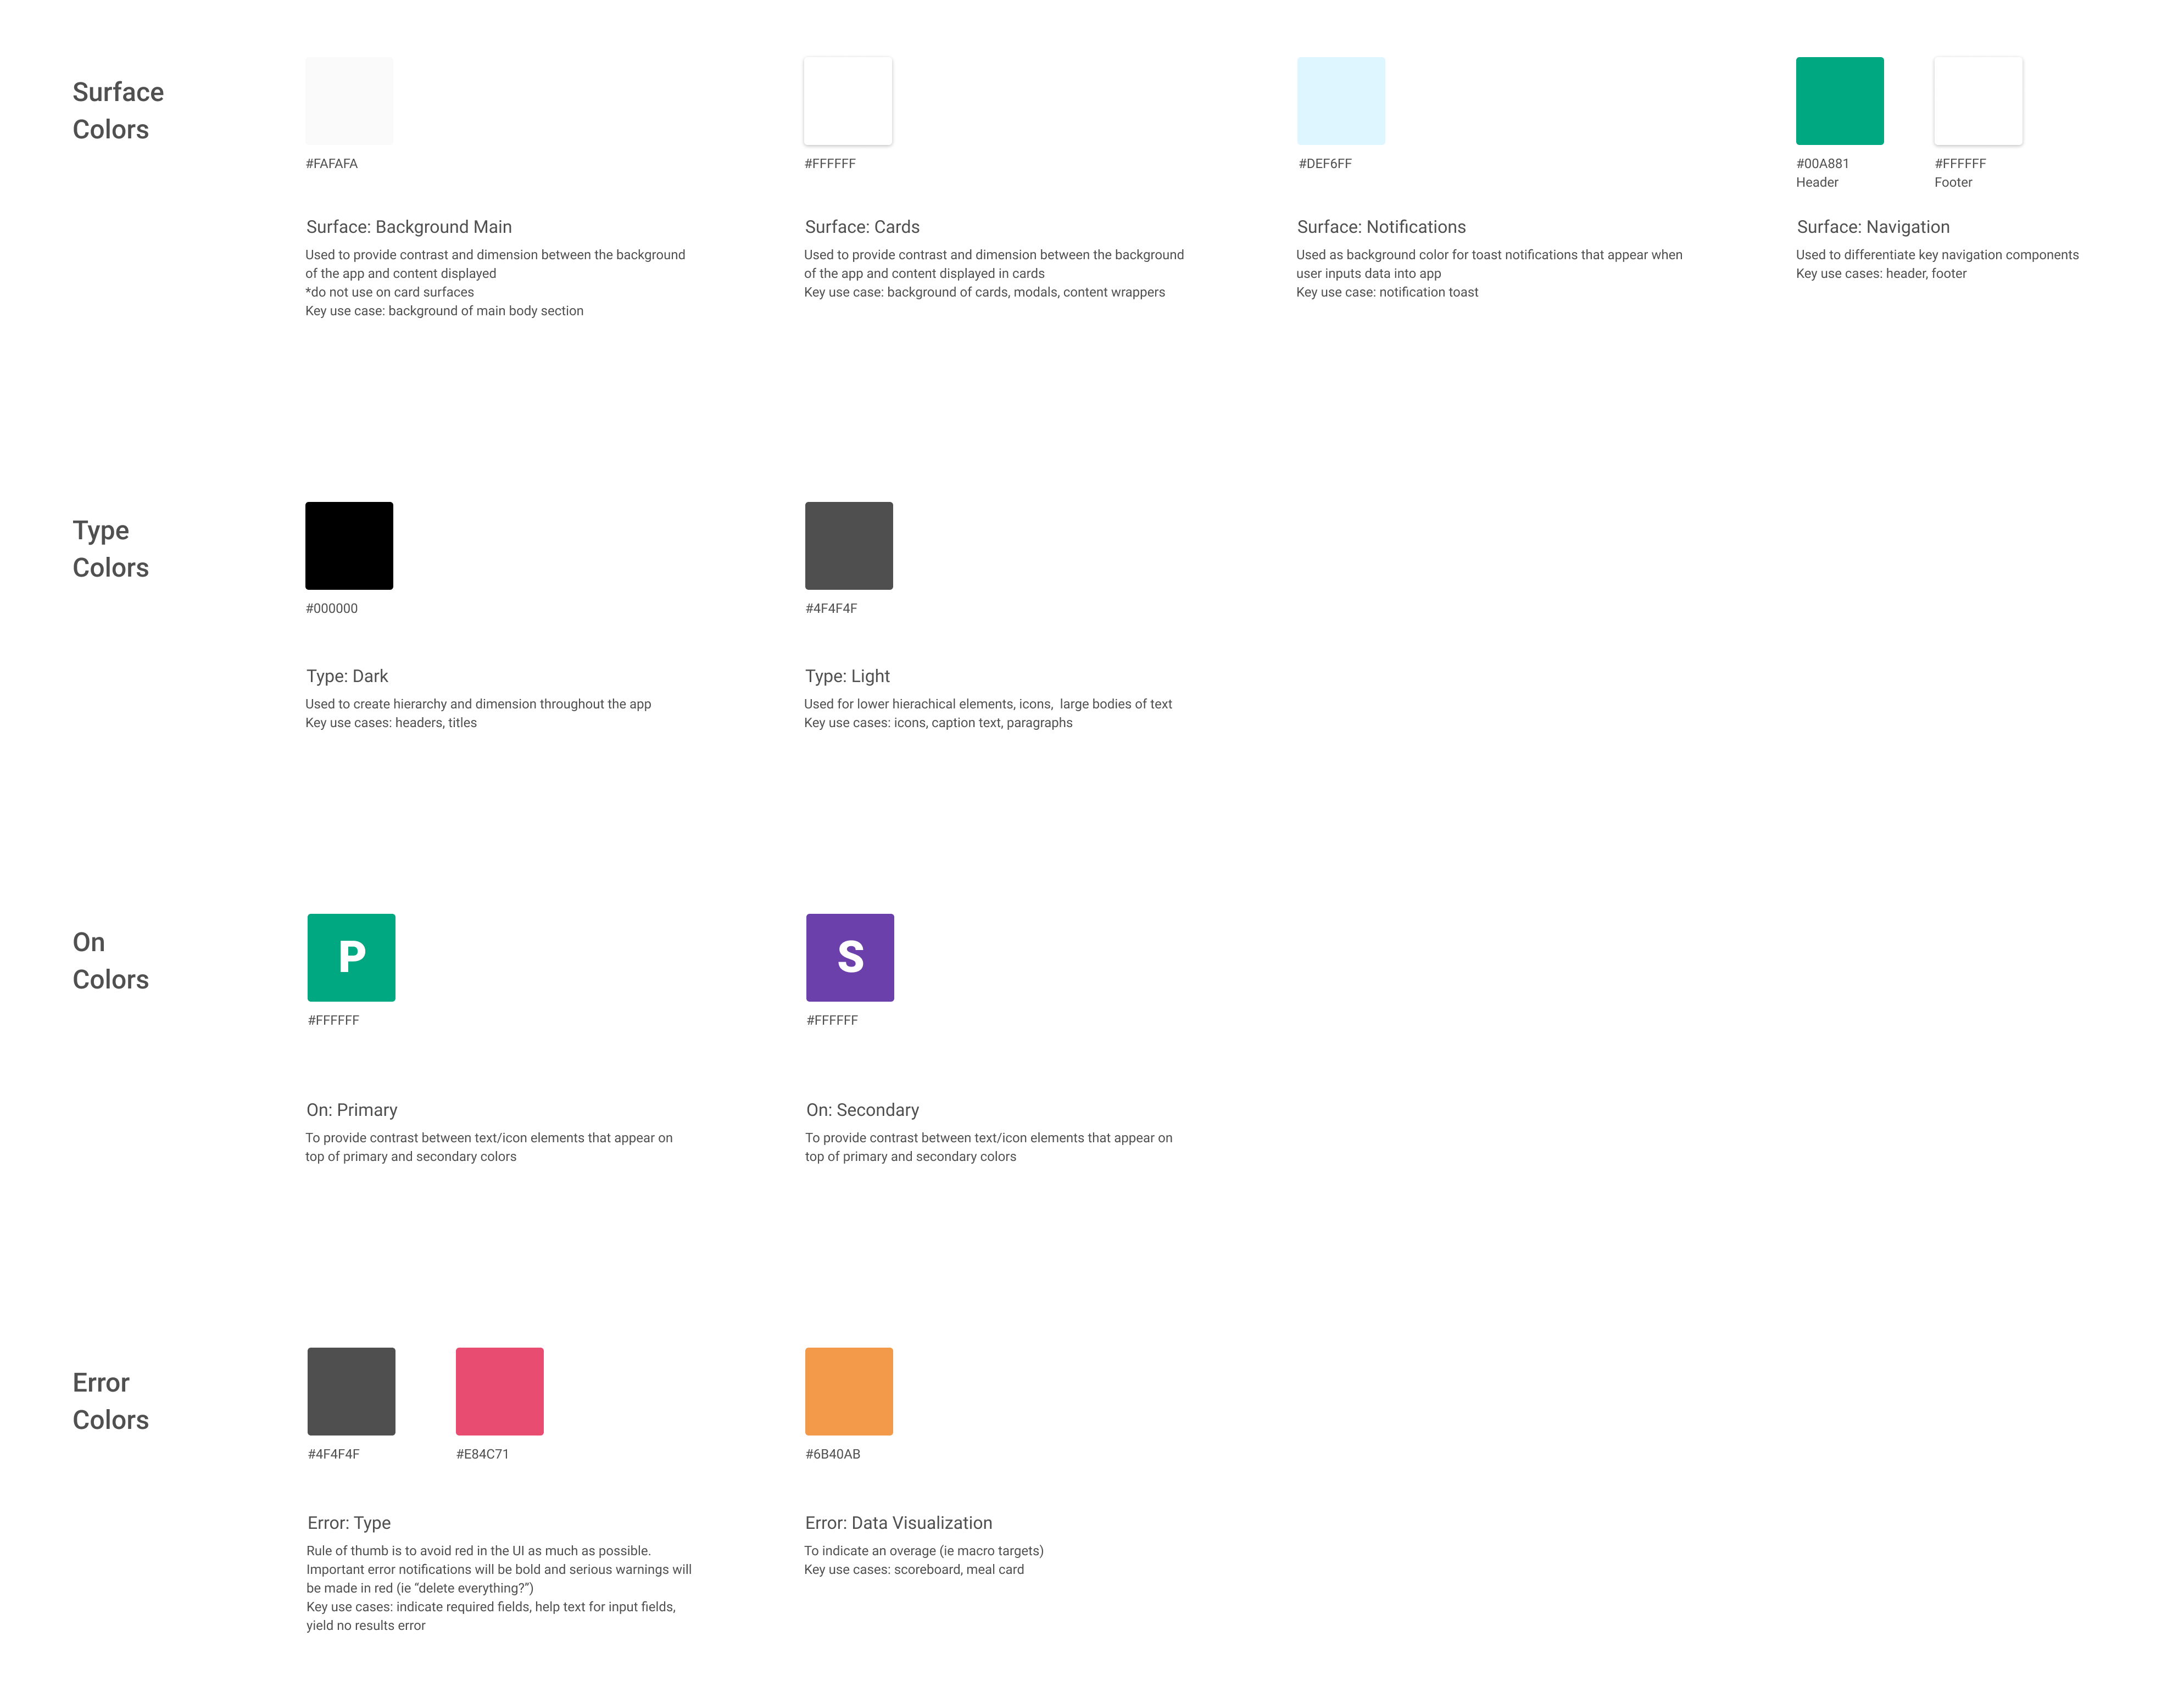 Surface
Colors
#FAFAFA
Surface: Background Main
Used to provide contrast and dimension between the background
of the app and content displayed
*do not use on card surfaces
Key use case: background of main body section
#FFFFFF
Surface: Cards
Used to provide contrast and dimension between the background
of the app and content displayed in cards
Key use case: background of cards, modals, content wrappers
#DEF6FF
Surface: Notifications
Used as background color for toast notifications that appear when
user inputs data into app
Key use case: notification toast
#00A881
Header
#FFFFFF
Footer
Surface: Navigation
Used to differentiate key navigation components
Key use cases: header, footer
Type
Colors
#000000
Type: Dark
Used to create hierarchy and dimension throughout the app
Key use cases: headers, titles
#4F4F4F
Type: Light
Used for lower hierachical elements, icons,  large bodies of text
Key use cases: icons, caption text, paragraphs
On
Colors
P
#FFFFFF
On: Primary
To provide contrast between text/icon elements that appear on
top of primary and secondary colors
S
#FFFFFF
On: Secondary
To provide contrast between text/icon elements that appear on
top of primary and secondary colors
Error
Colors
#4F4F4F
#E84C71
Error: Type
Rule of thumb is to avoid red in the UI as much as possible.
Important error notifications will be bold and serious warnings will
be made in red (ie “delete everything?”)
Key use cases: indicate required fields, help text for input fields,
yield no results error
#6B40AB
Error: Data Visualization
To indicate an overage (ie macro targets)
Key use cases: scoreboard, meal card